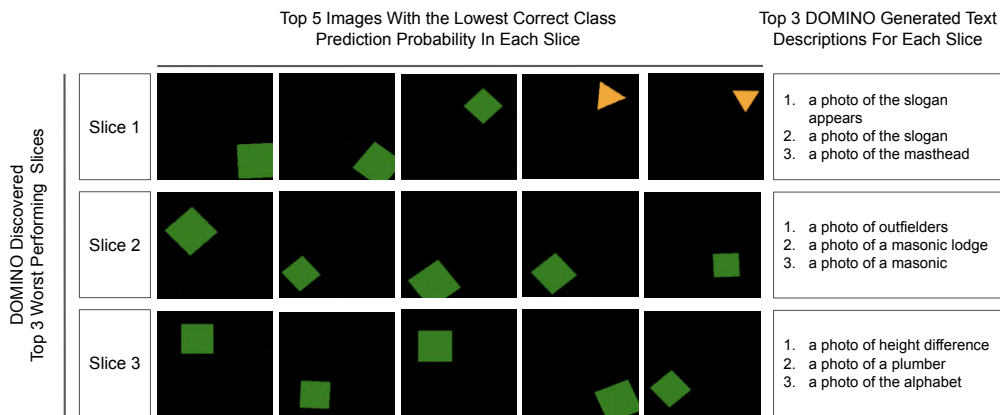 Top 5 Images With the Lowest Correct Class
Prediction Probability In Each Slice
Top 3 DOMINO Generated Text
Descriptions For Each Slice
DOMINO Discovered
Top 3 Worst Performing Slices
Slice 1
1. a photo of the slogan
appears
2. a photo of the slogan
3. a photo of the masthead
Slice 2
1. a photo of outfielders
2. a photo of a masonic lodge
3. a photo of a masonic
Slice 3
1. a photo of height difference
2. a photo of a plumber
3. a photo of the alphabet